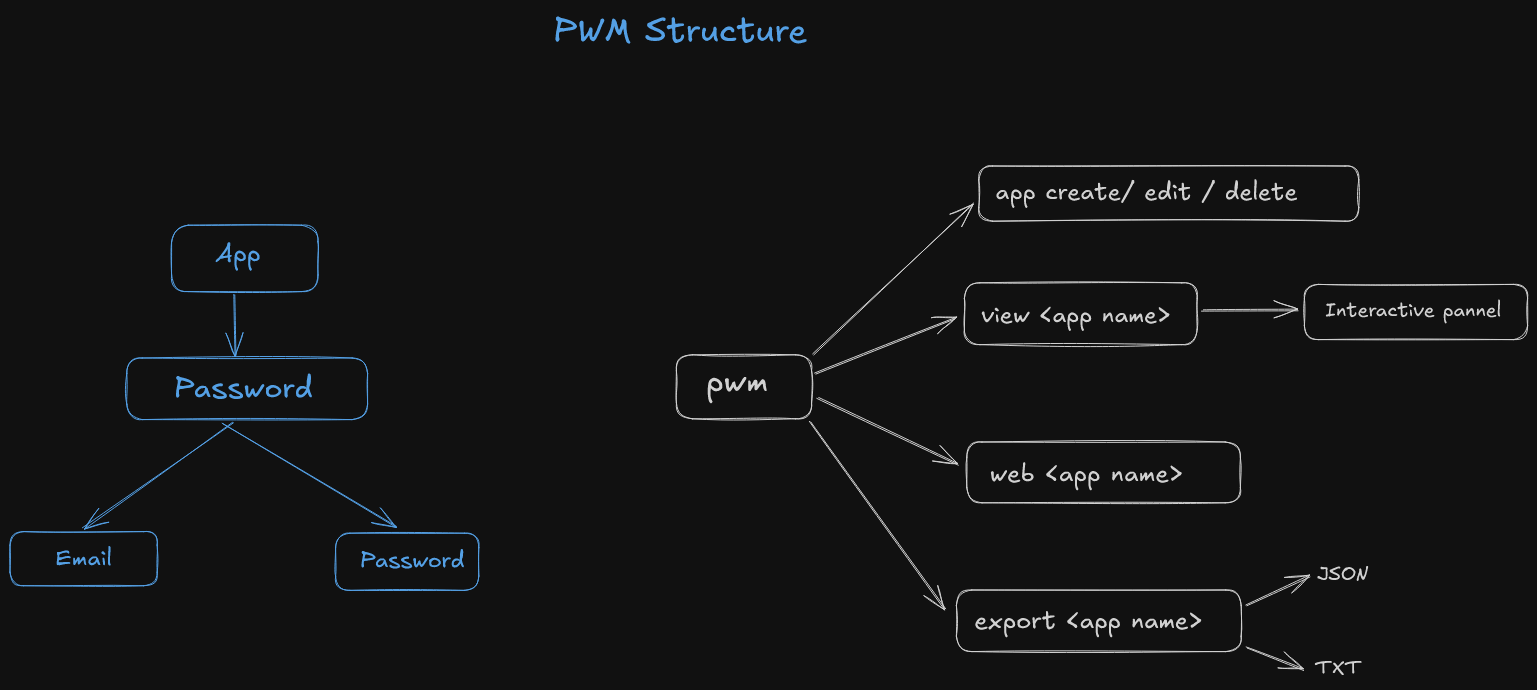 PWM Structure
App
Password
Email
Password
pwm
app create/ edit / delete
view <app name>
Interactive pannel
web <app name>
export <app name>
JSON
TXT